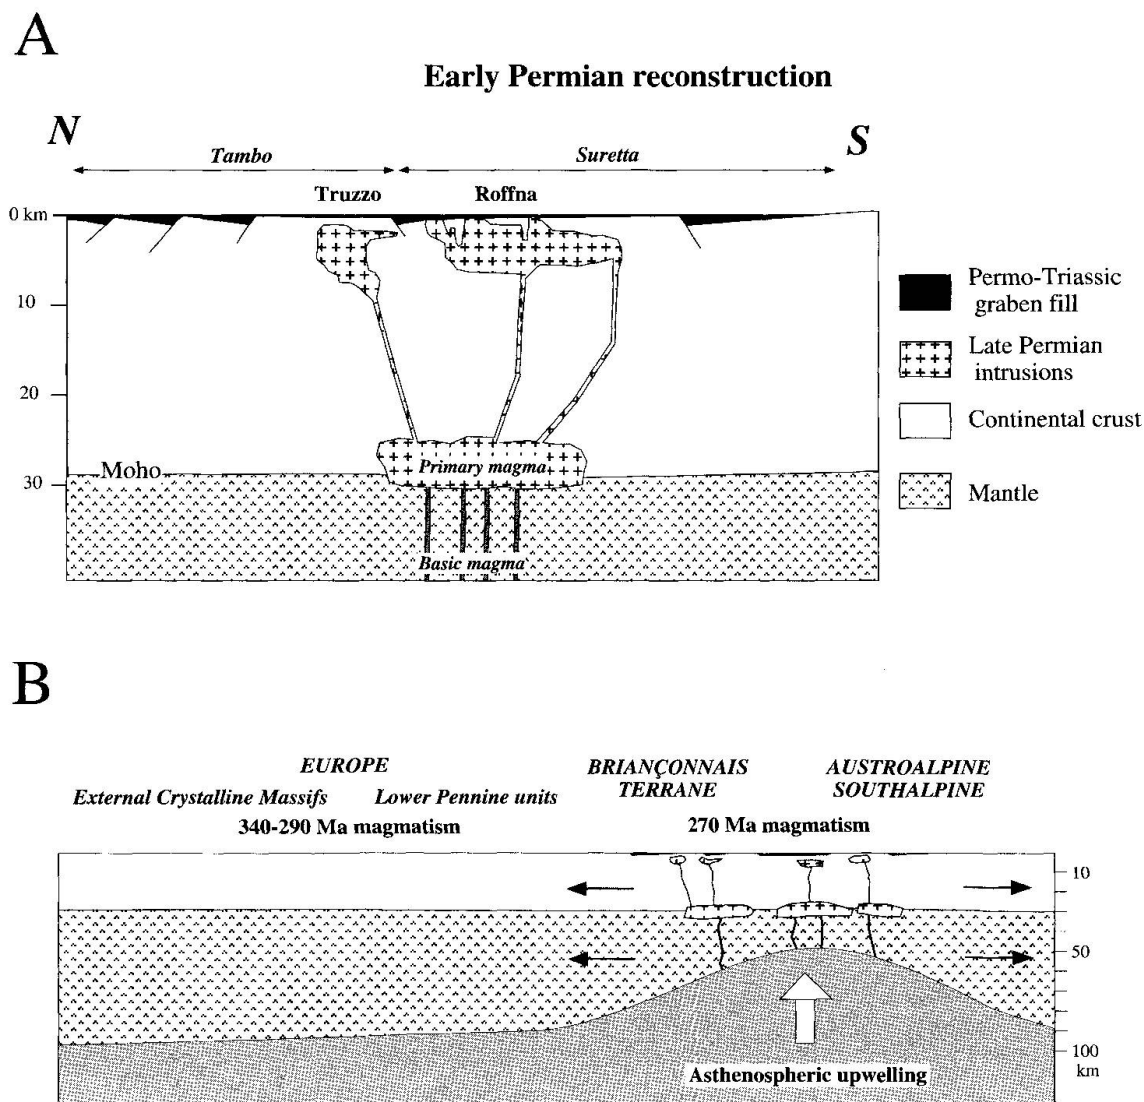 A
Early Permian reconstruction
N
S
Tambo
Suretta
Truzzo
Roffna
0 km
10
20
Moho
30
Primary magma
Basic magma
Permo-Triassic
graben fill
Late Permian
intrusions
Continental crust
Mantle
B
EUROPE
BRIANÇONNAIS
TERRANE
AUSTROALPINE
SOUTHALPINE
External Crystalline Massifs
Lower Pennine units
340-290 Ma magmatism
270 Ma magmatism
10
50
100
km
Asthenospheric upwelling